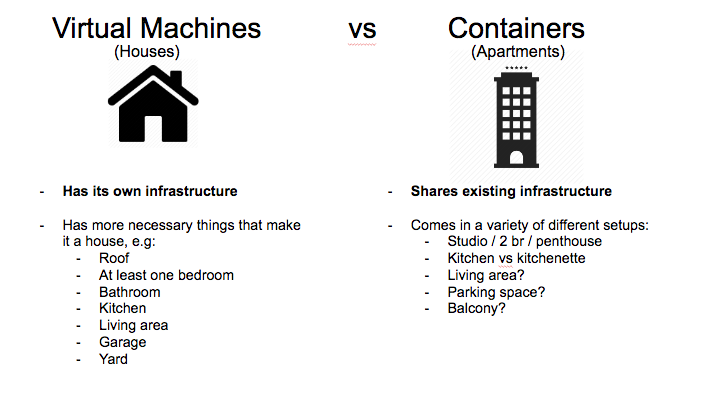 Virtual Machines vs Containers
(Houses) (Apartments)
- Has its own infrastructure
- Has more necessary things that make
it a house, e.g:
- Roof
- At least one bedroom
- Bathroom
- Kitchen
- Living area
- Garage
- Yard
- Shares existing infrastructure
- Comes in a variety of different setups:
- Studio / 2 br / penthouse
- Kitchen vs kitchenette
- Living area?
- Parking space?
- Balcony?